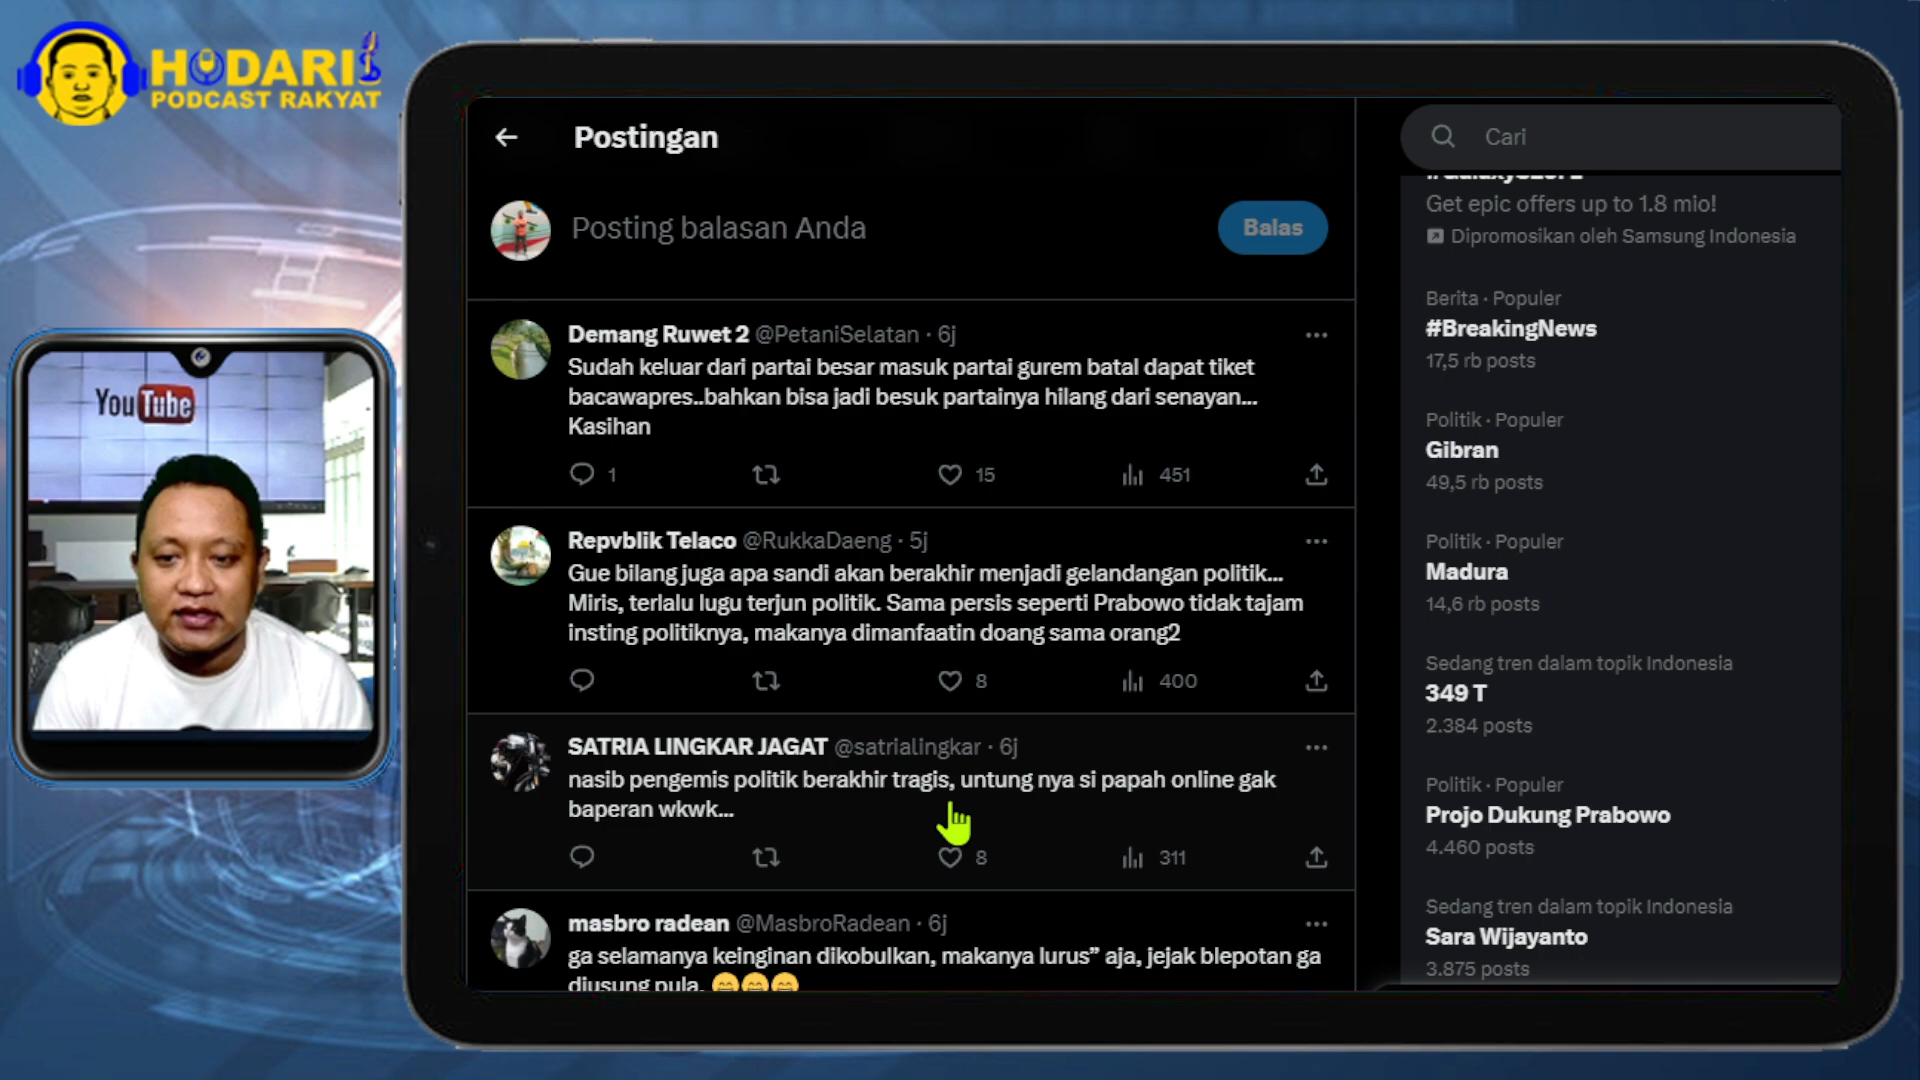 HODARI
PODCAST RAKYAT
YouTube
Postingan
Posting balasan Anda
Balas
Demang Ruwet 2 @PetaniSelatan · 6j
Sudah keluar dari partai besar masuk partai gurem batal dapat tiket
bacawapres..bahkan bisa jadi besuk partainya hilang dari senayan...
Kasihan
1 15 451
Repvblik Telaco @RukkaDaeng · 5j
Gue bilang juga apa sandi akan berakhir menjadi gelandangan politik...
Miris, terlalu lugu terjun politik. Sama persis seperti Prabowo tidak tajam
insting politiknya, makanya dimanfaatin doang sama orang2
8 400
SATRIA LINGKAR JAGAT @satrialingkar · 6j
nasib pengemis politik berakhir tragis, untung nya si papah online gak
baperan wkwk...
8 311
masbro radean @MasbroRadean · 6j
ga selamanya keinginan dikobulkan, makanya lurus” aja, jejak blepotan ga
diusung pula. 🤗🤗🤗
Cari
Get epic offers up to 1.8 mio!
Dipromosikan oleh Samsung Indonesia
Berita · Populer
#BreakingNews
17,5 rb posts
Politik · Populer
Gibran
49,5 rb posts
Politik · Populer
Madura
14,6 rb posts
Sedang tren dalam topik Indonesia
349 T
2.384 posts
Politik · Populer
Projo Dukung Prabowo
4.460 posts
Sedang tren dalam topik Indonesia
Sara Wijayanto
3.875 posts